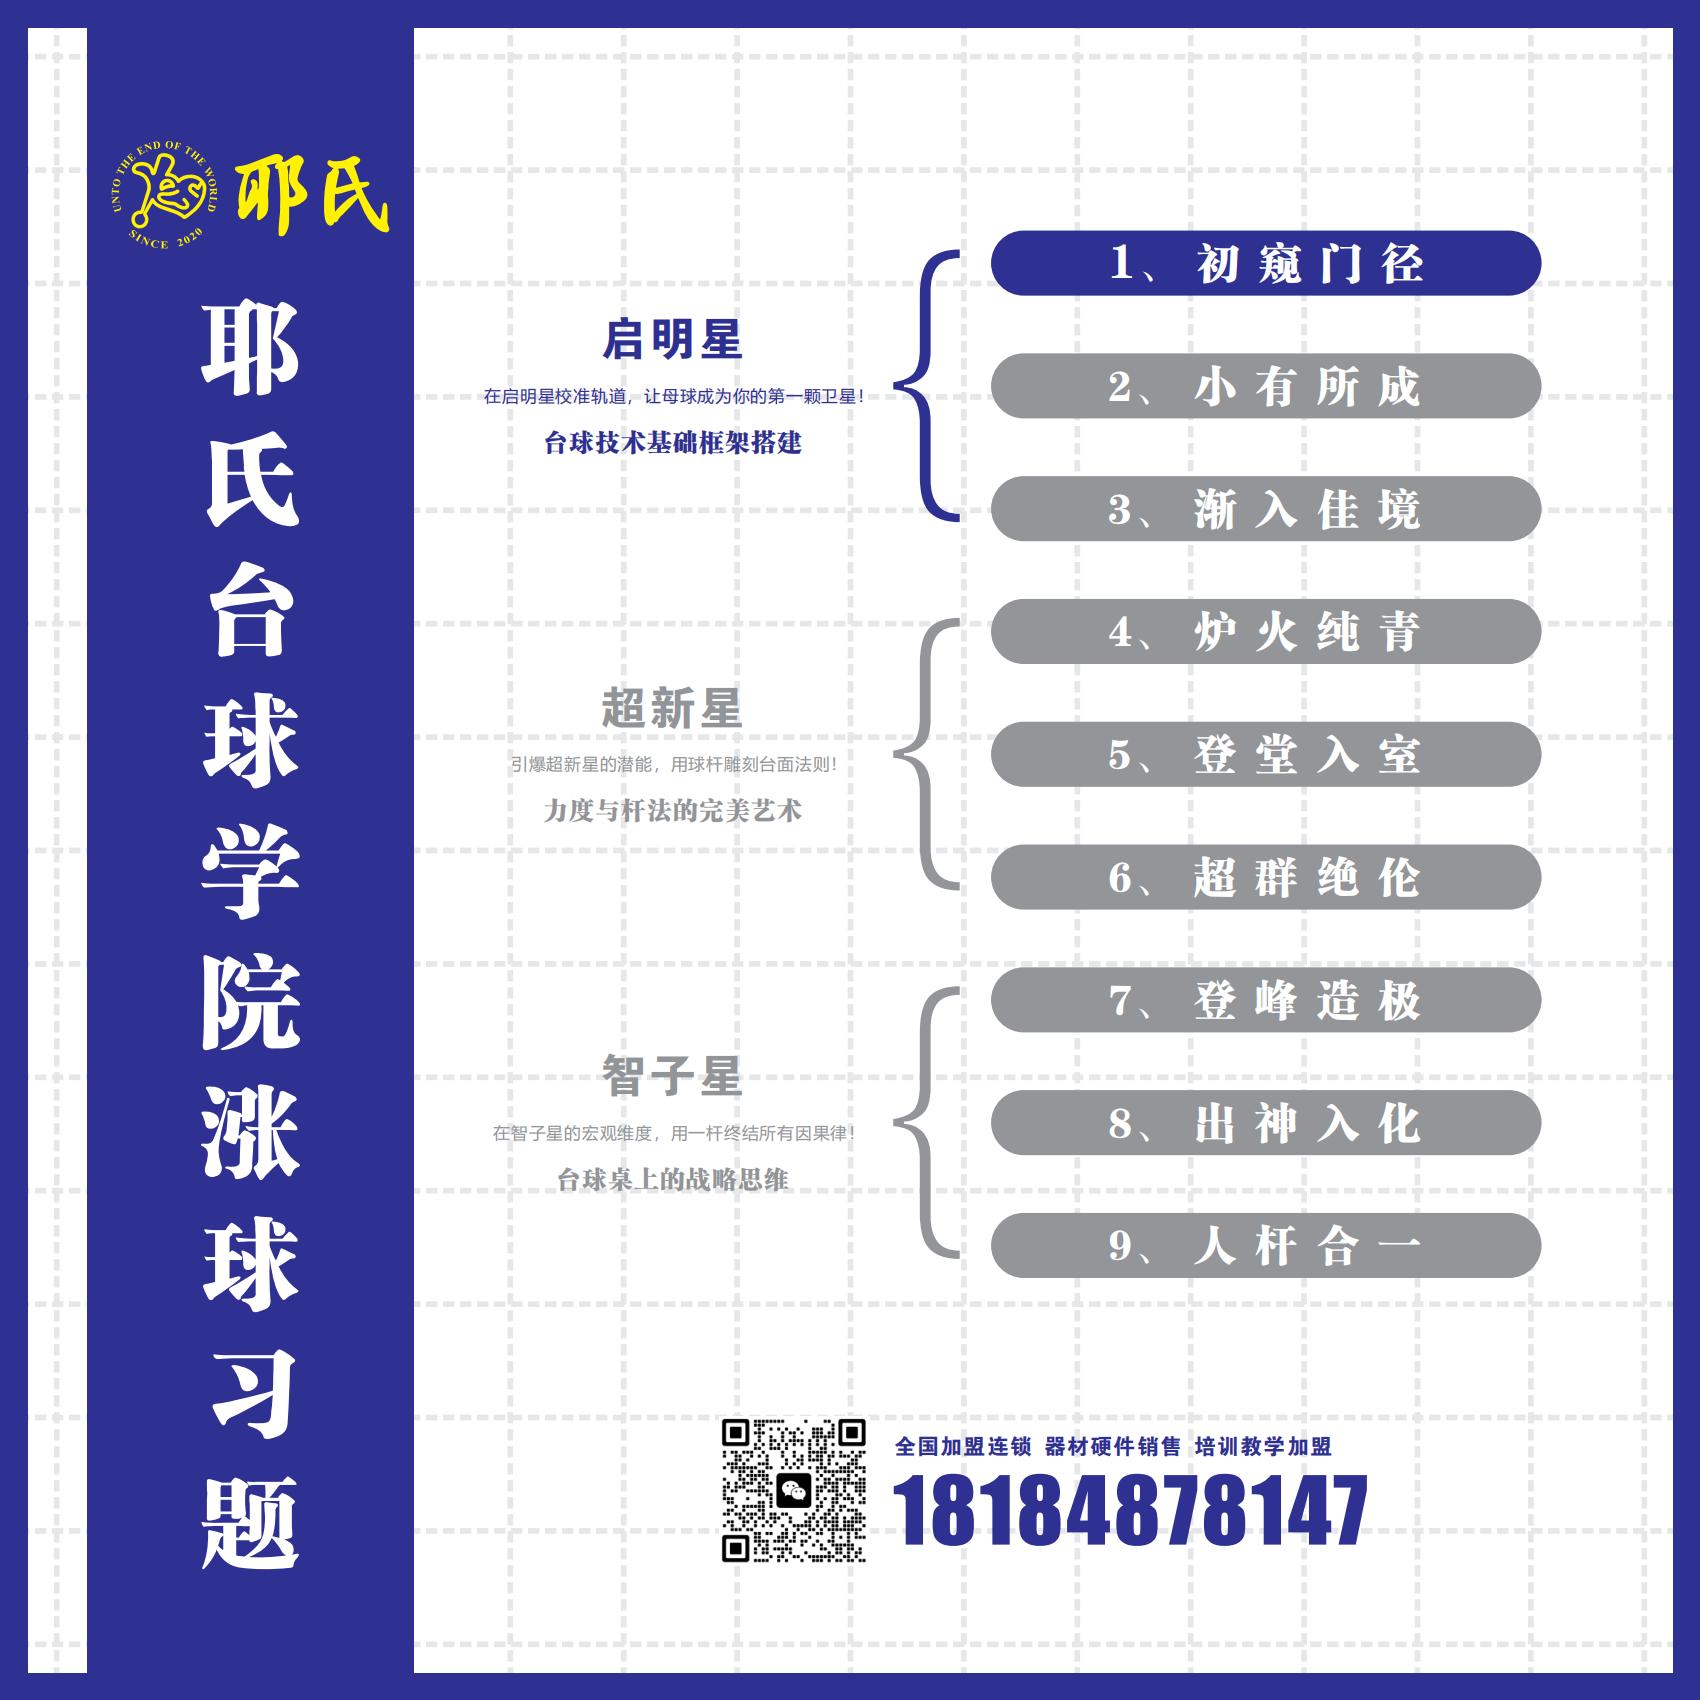 UNTO THE END OF THE WORLD
SINCE 2020
耶氏
耶氏台球学院涨球习题
启明星
在启明星校准轨道，让母球成为你的第一颗卫星！
台球技术基础框架搭建
1、初窥门径
2、小有所成
3、渐入佳境
超新星
引爆超新星的潜能，用球杆雕刻台面法则！
力度与杆法的完美艺术
4、炉火纯青
5、登堂入室
6、超群绝伦
智子星
在智子星的宏观维度，用一杆终结所有因果律！
台球桌上的战略思维
7、登峰造极
8、出神入化
9、人杆合一
全国加盟连锁 器材硬件销售 培训教学加盟
18184878147